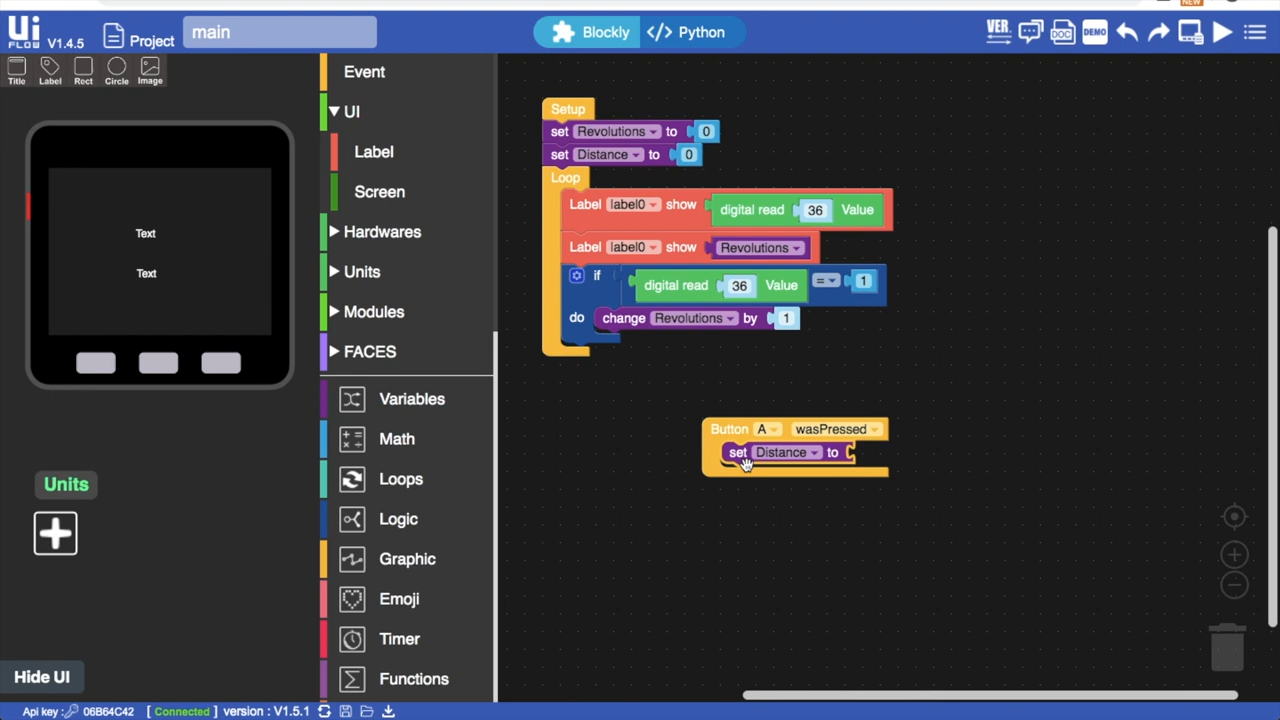 NEW
Ui
FLOW V1.4.5
Project
main
Blockly
</> Python
VER.
DOC
DEMO
Title
Label
Rect
Circle
Image
Text
Text
Units
Hide UI
Event
UI
Label
Screen
Hardwares
Units
Modules
FACES
Variables
Math
Loops
Logic
Graphic
Emoji
Timer
Functions
Setup
set Revolutions to 0
set Distance to 0
Loop
Label label0 show digital read 36 Value
Label label0 show Revolutions
if digital read 36 Value = 1
do change Revolutions by 1
Button A wasPressed
set Distance to
Api key : 06B64C42 [ Connected ] version : V1.5.1